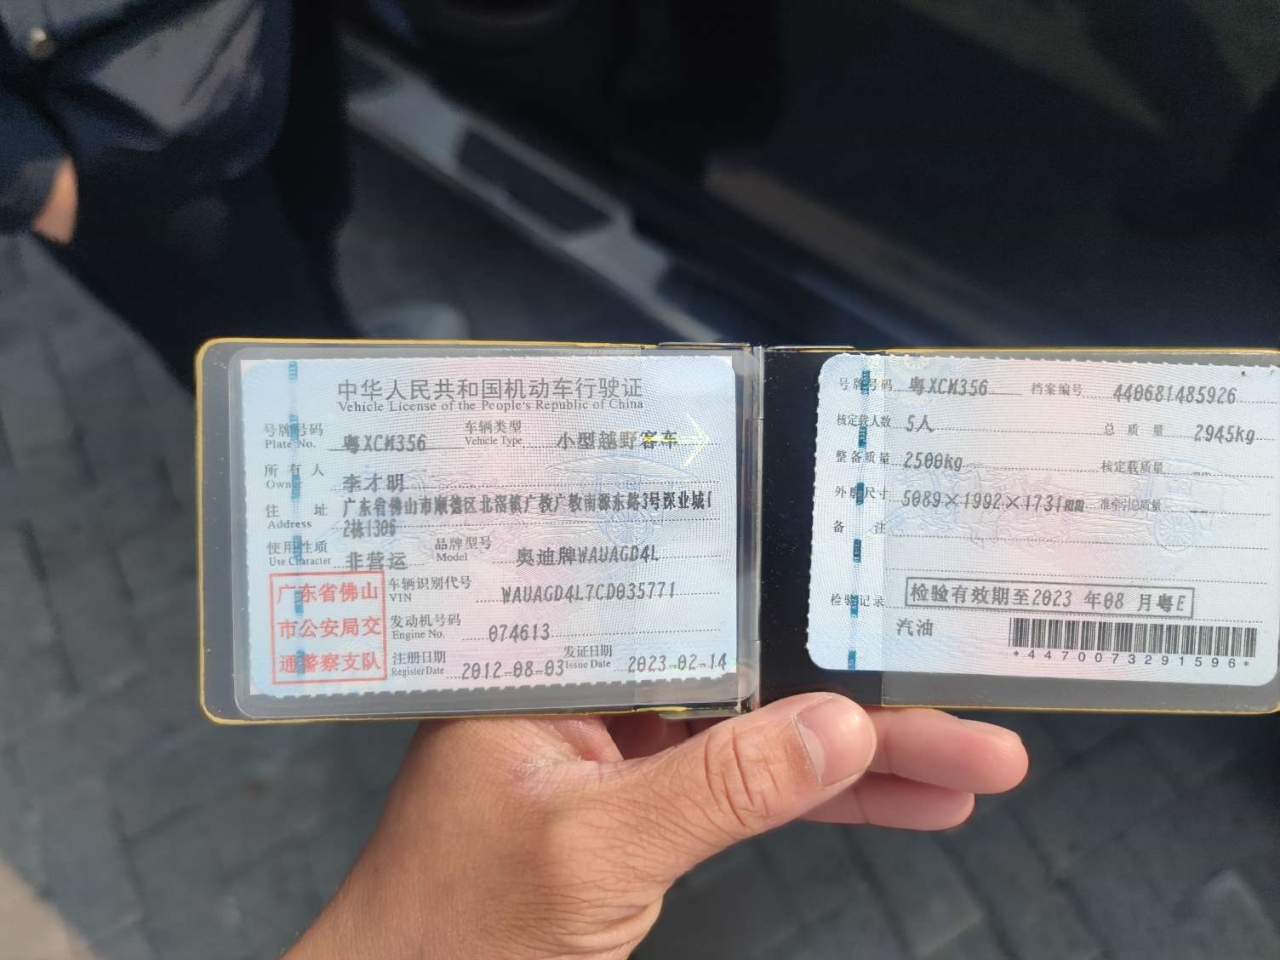 中华人民共和国机动车行驶证
Vehicle License of the People's Republic of China
号牌号码 Plate No. 粤XCM356 车辆类型 Vehicle Type 小型越野客车
所有人 Owner 李才明
住址 Address 广东省佛山市顺德区北滘镇广教广教南源东路3号深业城1
2栋1306
使用性质 Use Character 非营运 品牌型号 Model 奥迪牌WAUAGD4L
广东省佛山
市公安局交
通警察支队
车辆识别代号 VIN WAUAGD4L7CD035771
发动机号码 Engine No. 074613
注册日期 Register Date 2012-08-03 发证日期 Issue Date 2023-02-14
号牌号码 粤XCM356 档案编号 440681485926
核定载人数 5人 总质量 2945kg
整备质量 2500kg 核定载质量 --
外廓尺寸 5089×1992×1731mm 准牵引总质量 --
备注
检验记录 检验有效期至2023 年08 月粤E
汽油
*4470073291596*